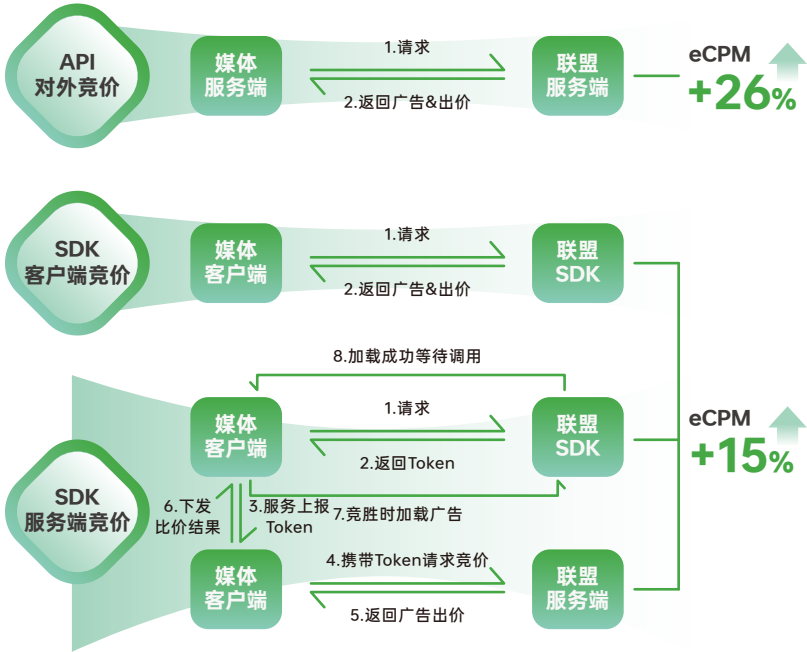 API
对外竞价
媒体
服务端
1.请求
2.返回广告&出价
联盟
服务端
eCPM
+26%
SDK
客户端竞价
媒体
客户端
1.请求
2.返回广告&出价
联盟
SDK
8.加载成功等待调用
媒体
客户端
1.请求
2.返回Token
联盟
SDK
eCPM
+15%
SDK
服务端竞价
6.下发
比价结果
3.服务上报
Token
7.竞胜时加载广告
媒体
客户端
4.携带Token请求竞价
5.返回广告出价
联盟
服务端